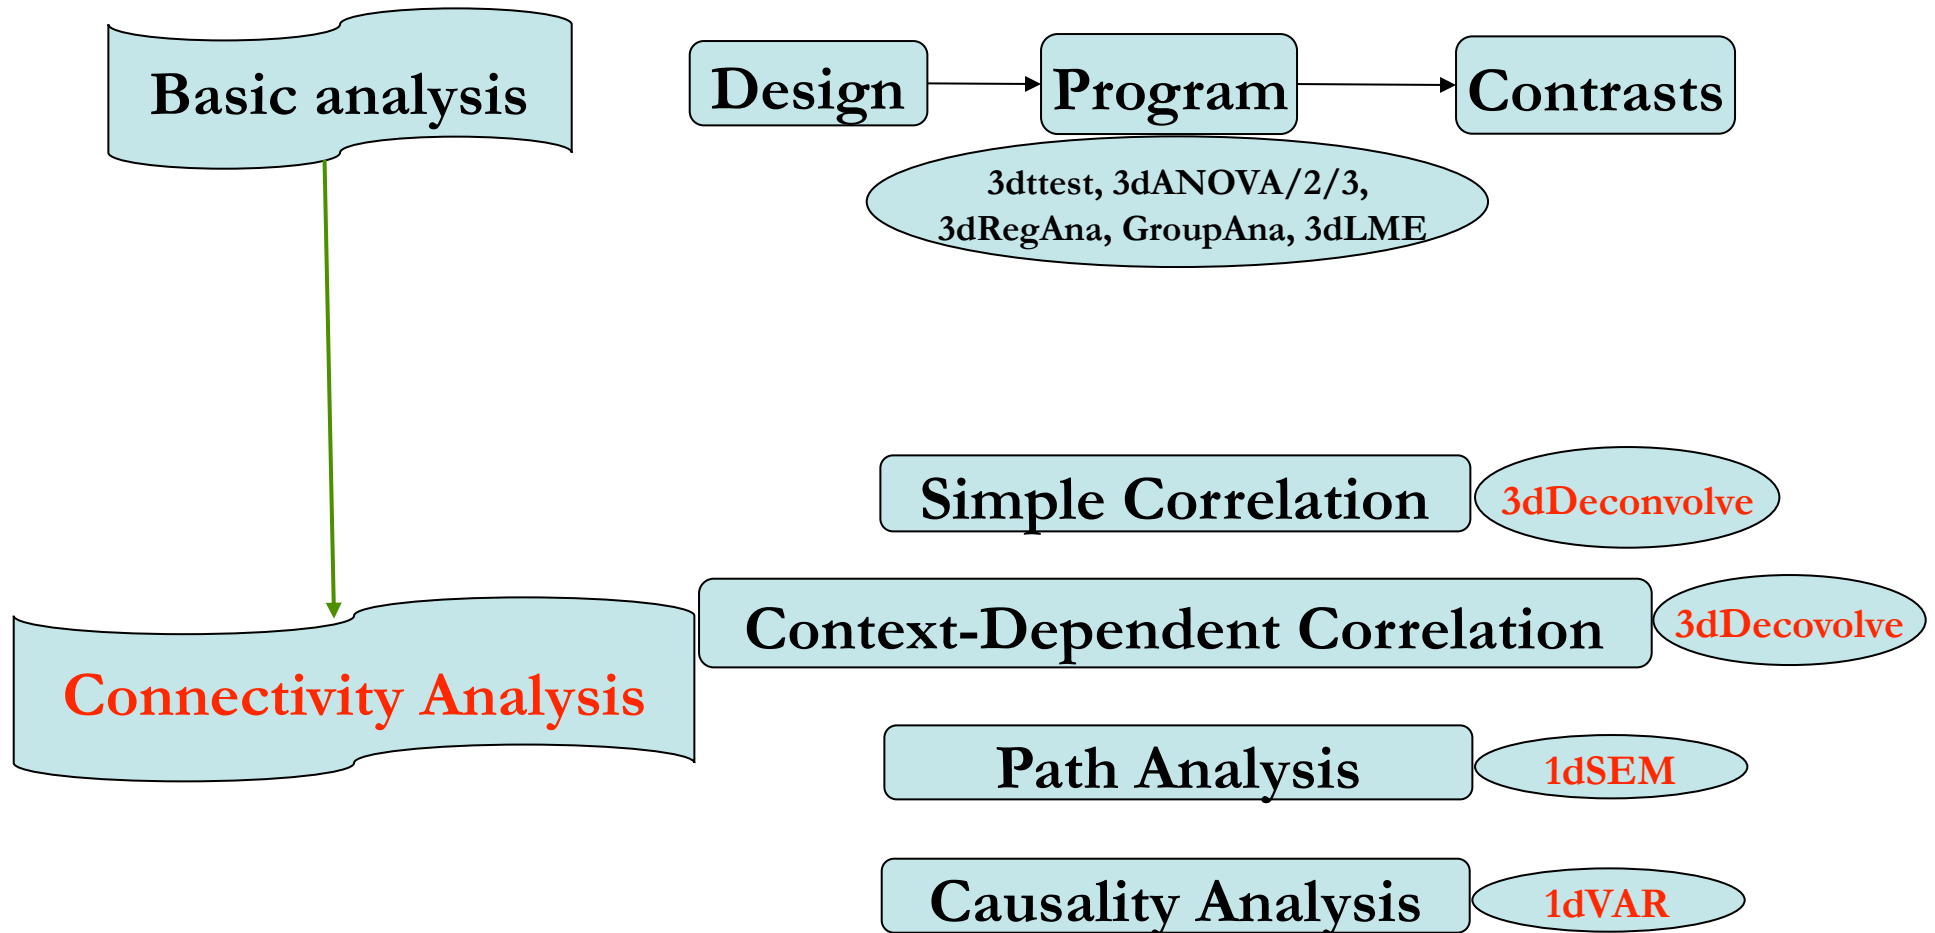 Basic analysis
Design
Program
Contrasts
3dttest, 3dANOVA/2/3,
3dRegAna, GroupAna, 3dLME
Connectivity Analysis
Simple Correlation
3dDeconvolve
Context-Dependent Correlation
3dDecovolve
Path Analysis
1dSEM
Causality Analysis
1dVAR